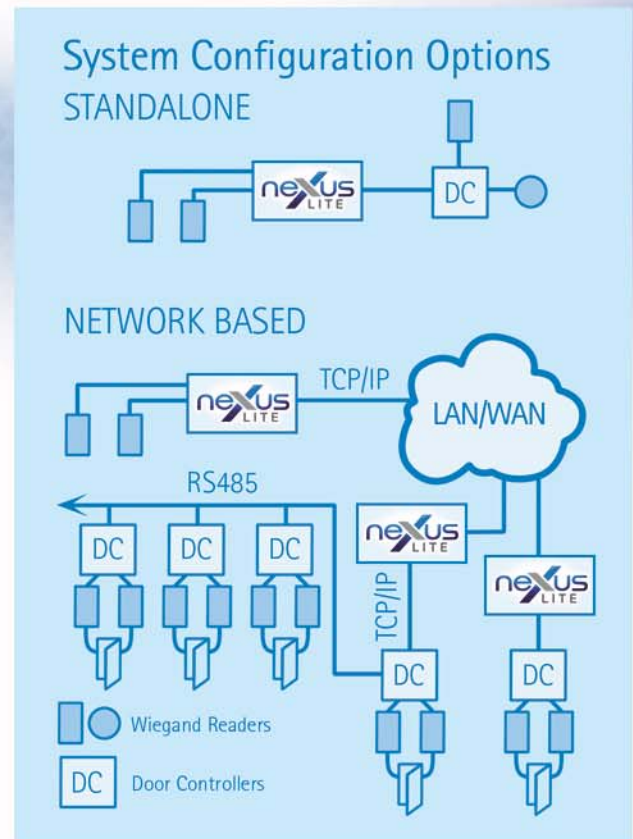 System Configuration Options
STANDALONE
neXus
LITE
DC
NETWORK BASED
TCP/IP
neXus
LITE
LAN/WAN
RS485
DC
DC
DC
neXus
LITE
TCP/IP
neXus
LITE
DC
DC
Wiegand Readers
DC
Door Controllers